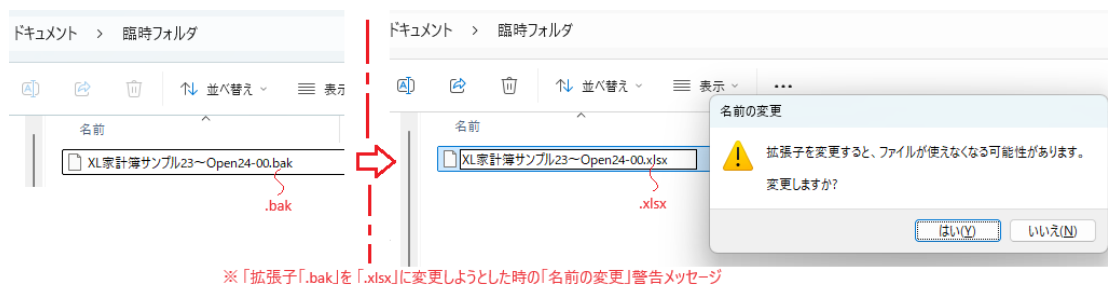 ドキュメント > 臨時フォルダ
並べ替え 表示
名前
XL家計簿サンプル23～Open24-00.bak
.bak
ドキュメント > 臨時フォルダ
並べ替え 表示 ...
名前
XL家計簿サンプル23～Open24-00.xlsx
.xlsx
名前の変更
拡張子を変更すると、ファイルが使えなくなる可能性があります。
変更しますか?
はい(Y) いいえ(N)
※「拡張子「.bak」を「.xlsx」に変更しようとした時の「名前の変更」警告メッセージ